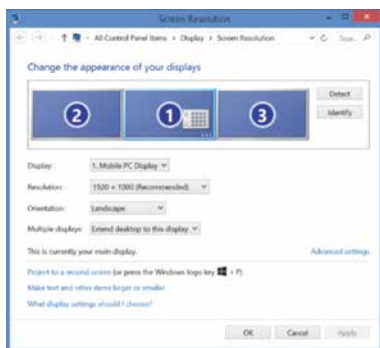 Screen Resolution
All Control Panel Items Display Screen Resolution
Change the appearance of your displays
2 1 3
Detect
Identify
Display: 1. Mobile PC Display
Resolution: 1920 × 1080 (Recommended)
Orientation: Landscape
Multiple displays: Extend desktop to this display
This is currently your main display. Advanced settings
Project to a second screen (or press the Windows logo key + P)
Make text and other items larger or smaller
What display settings should I choose?
OK Cancel Apply